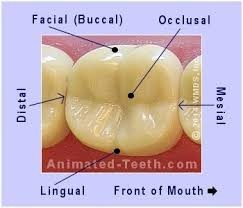 Facial (Buccal)
Occlusal
Distal
Mesial
Animated-Teeth.com
Lingual
Front of Mouth